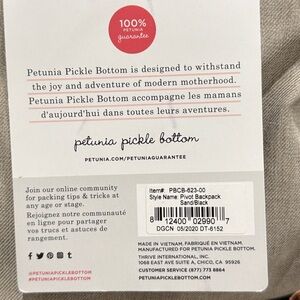 100%
PETUNIA
guarantee
Petunia Pickle Bottom is designed to withstand
the joy and adventure of modern motherhood.
Petunia Pickle Bottom accompagne les mamans
d'aujourd'hui dans toutes leurs aventures.
petunia pickle bottom
PETUNIA.COM/PETUNIAGUARANTEE
Join our online community
for packing tips & tricks at
any age or stage.
Rejoignez notre communauté
en ligne pour partager
vos trucs et astuces de
rangement.
@PETUNIAPICKLEBOTTOM
#PETUNIAPICKLEBOTTOM
Item#: PBCB-623-00
Style Name: Pivot Backpack
Sand/Black
8 12400 02990 7
DGCN 05/2020 DT-6152
MADE IN VIETNAM, FABRIQUÉ EN VIETNAM.
MANUFACTURED FOR PETUNIA PICKLE BOTTOM.
THRIVE INTERNATIONAL, INC.
1068 EAST AVE SUITE A, CHICO, CA 95926
CUSTOMER SERVICE (877) 773 8864